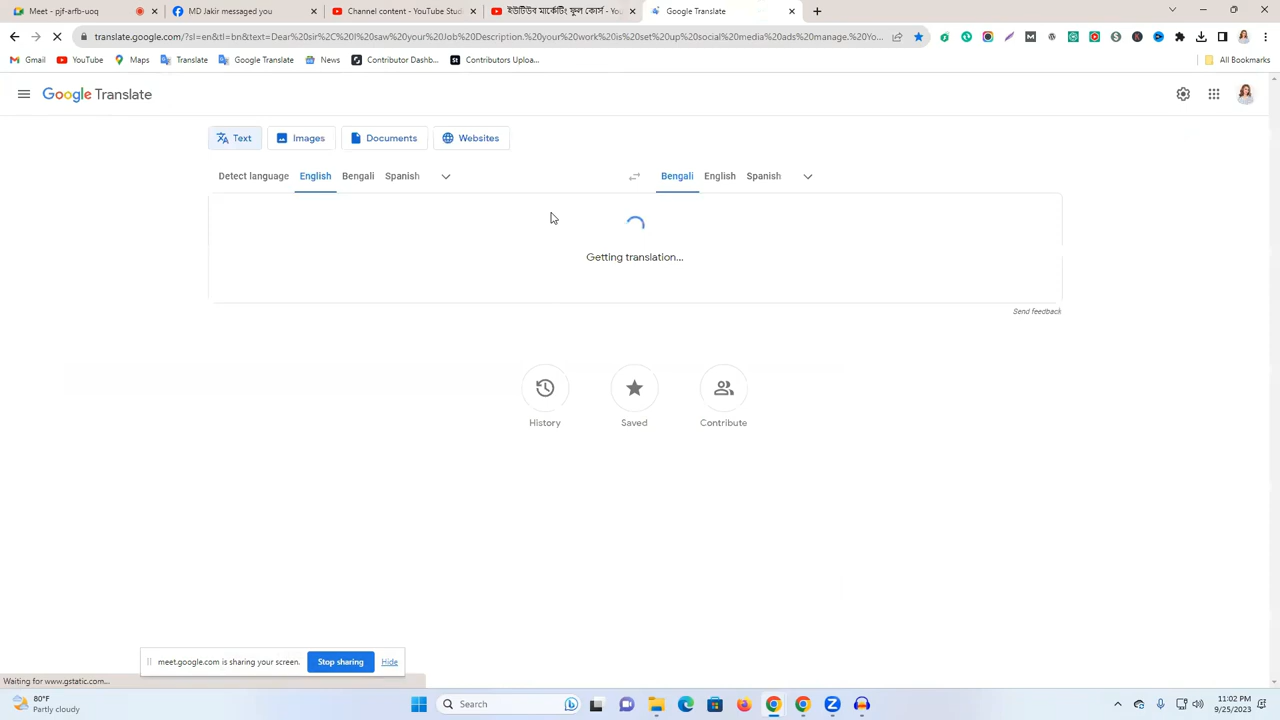 Meet - pjf-arfb-uoq
MD Jakir messaged you
Channel content - YouTube Stud
ইউটিউব মার্কেটিং ফুল কোর্স - YouT
Google Translate
translate.google.com/?sl=en&tl=bn&text=Dear%20sir%2C%20I%20saw%20your%20Job%20Description.%20your%20work%20is%20set%20up%20social%20media%20ads%20manage.%20Yo...
Gmail
YouTube
Maps
Translate
Google Translate
News
Contributor Dashb...
Contributors Uploa...
All Bookmarks
Google Translate
Text
Images
Documents
Websites
Detect language
English
Bengali
Spanish
Bengali
English
Spanish
Getting translation...
Send feedback
History
Saved
Contribute
meet.google.com is sharing your screen.
Stop sharing
Hide
Waiting for www.gstatic.com...
80°F
Partly cloudy
Search
11:02 PM
9/25/2023